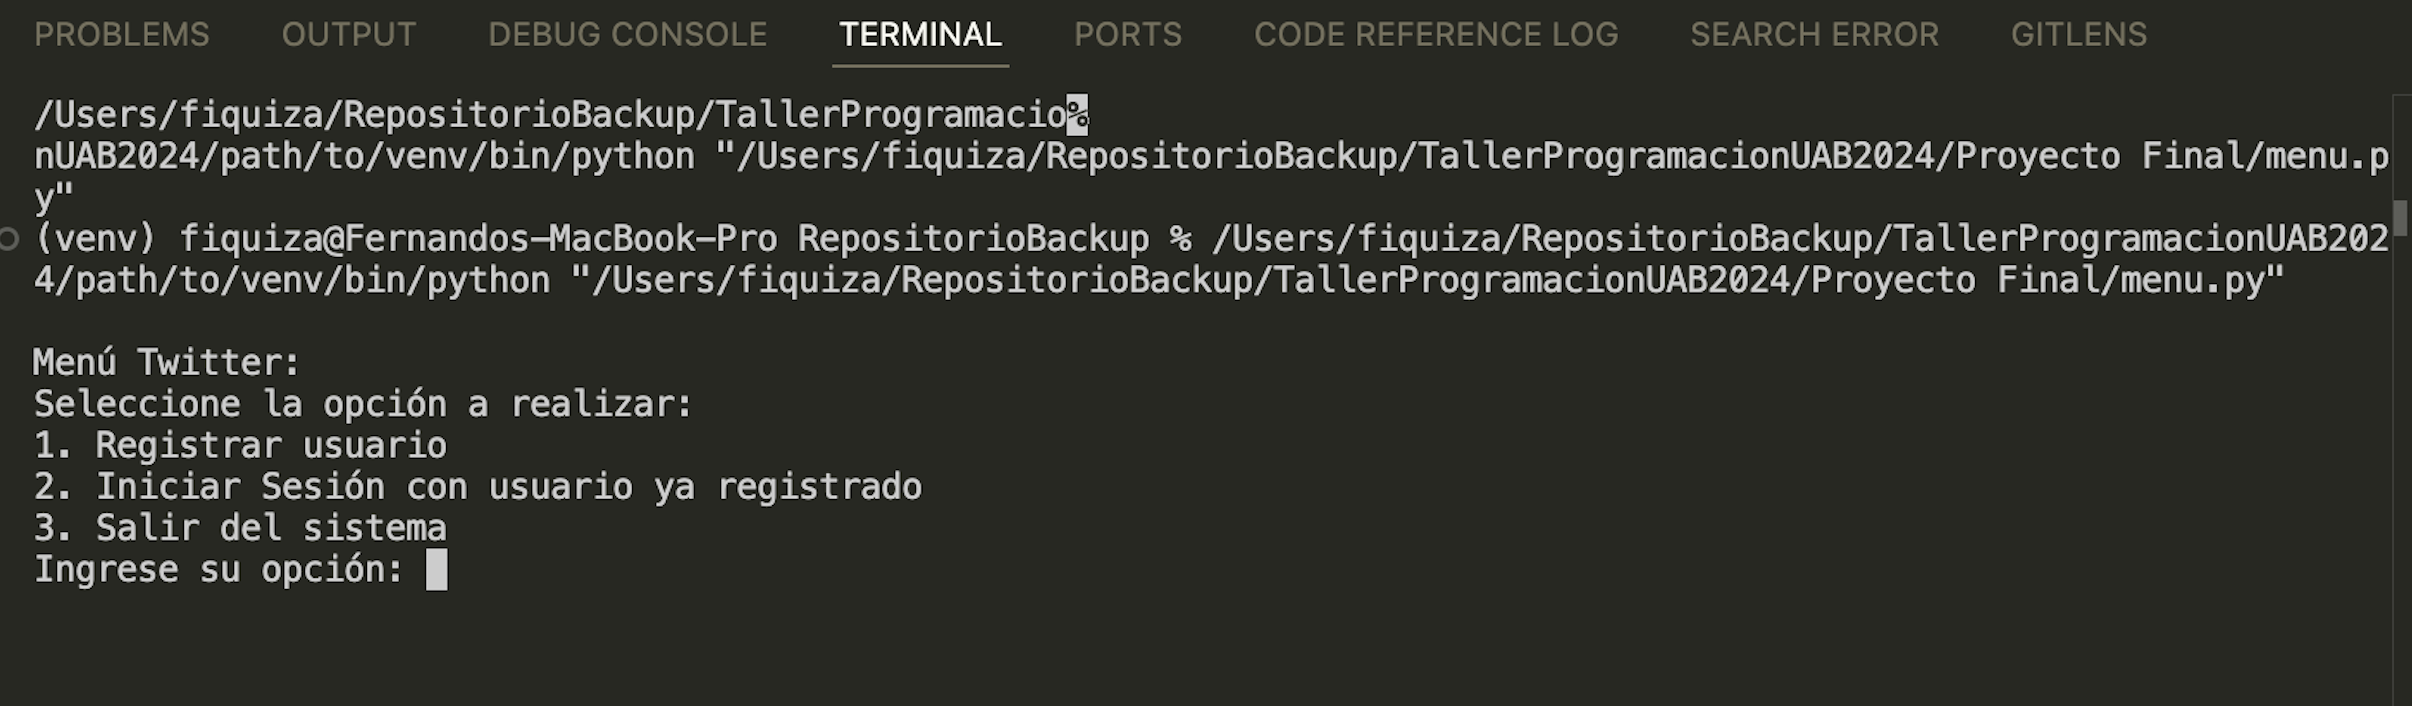 PROBLEMS OUTPUT DEBUG CONSOLE TERMINAL PORTS CODE REFERENCE LOG SEARCH ERROR GITLENS
/Users/fiquiza/RepositorioBackup/TallerProgramacio%
nUAB2024/path/to/venv/bin/python "/Users/fiquiza/RepositorioBackup/TallerProgramacionUAB2024/Proyecto Final/menu.p
y"
(venv) fiquiza@Fernandos-MacBook-Pro RepositorioBackup % /Users/fiquiza/RepositorioBackup/TallerProgramacionUAB202
4/path/to/venv/bin/python "/Users/fiquiza/RepositorioBackup/TallerProgramacionUAB2024/Proyecto Final/menu.py"
Menú Twitter:
Seleccione la opción a realizar:
1. Registrar usuario
2. Iniciar Sesión con usuario ya registrado
3. Salir del sistema
Ingrese su opción: